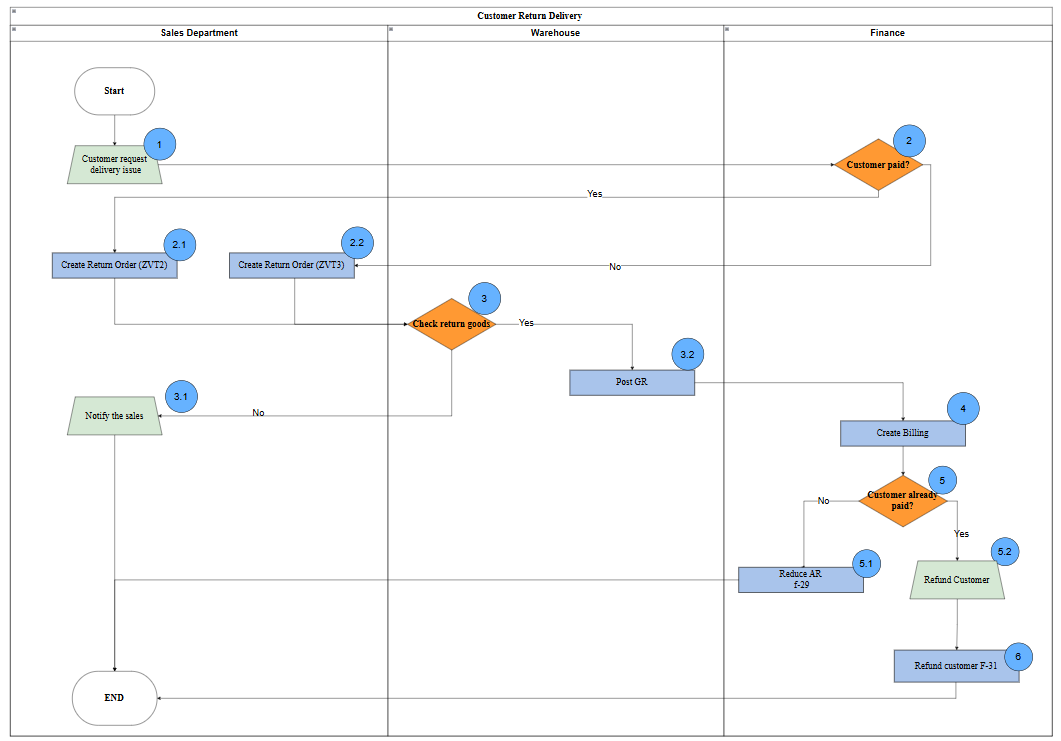 Customer Return Delivery
Sales Department
Warehouse
Finance
Start
1
Customer request
delivery issue
2
Customer paid?
Yes
2.1
Create Return Order (ZVT2)
2.2
Create Return Order (ZVT3)
No
3
Check return goods
Yes
3.2
Post GR
3.1
Notify the sales
No
4
Create Billing
5
Customer already
paid?
No
Yes
5.1
Reduce AR
f-29
5.2
Refund Customer
6
Refund customer F-31
END